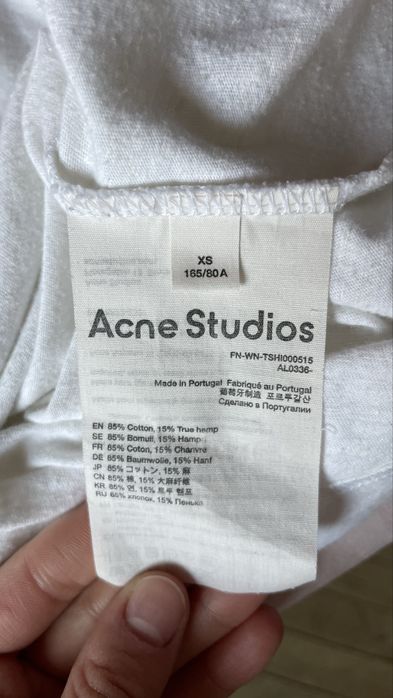 XS
165/80A
Acne Studios
FN-WN-TSHI000515
AL0336-
Made in Portugal Fabriqué au Portugal
葡萄牙制造 포르투갈산
Сделано в Португалии
EN 85% Cotton, 15% True hemp
SE 85% Bomull, 15% Hampa
FR 85% Coton, 15% Chanvre
DE 85% Baumwolle, 15% Hanf
JP 85% コットン, 15% 麻
CN 85% 棉, 15% 大麻纤维
KR 85% 면, 15% 트루 헴프
RU 85% хлопок, 15% Пенька